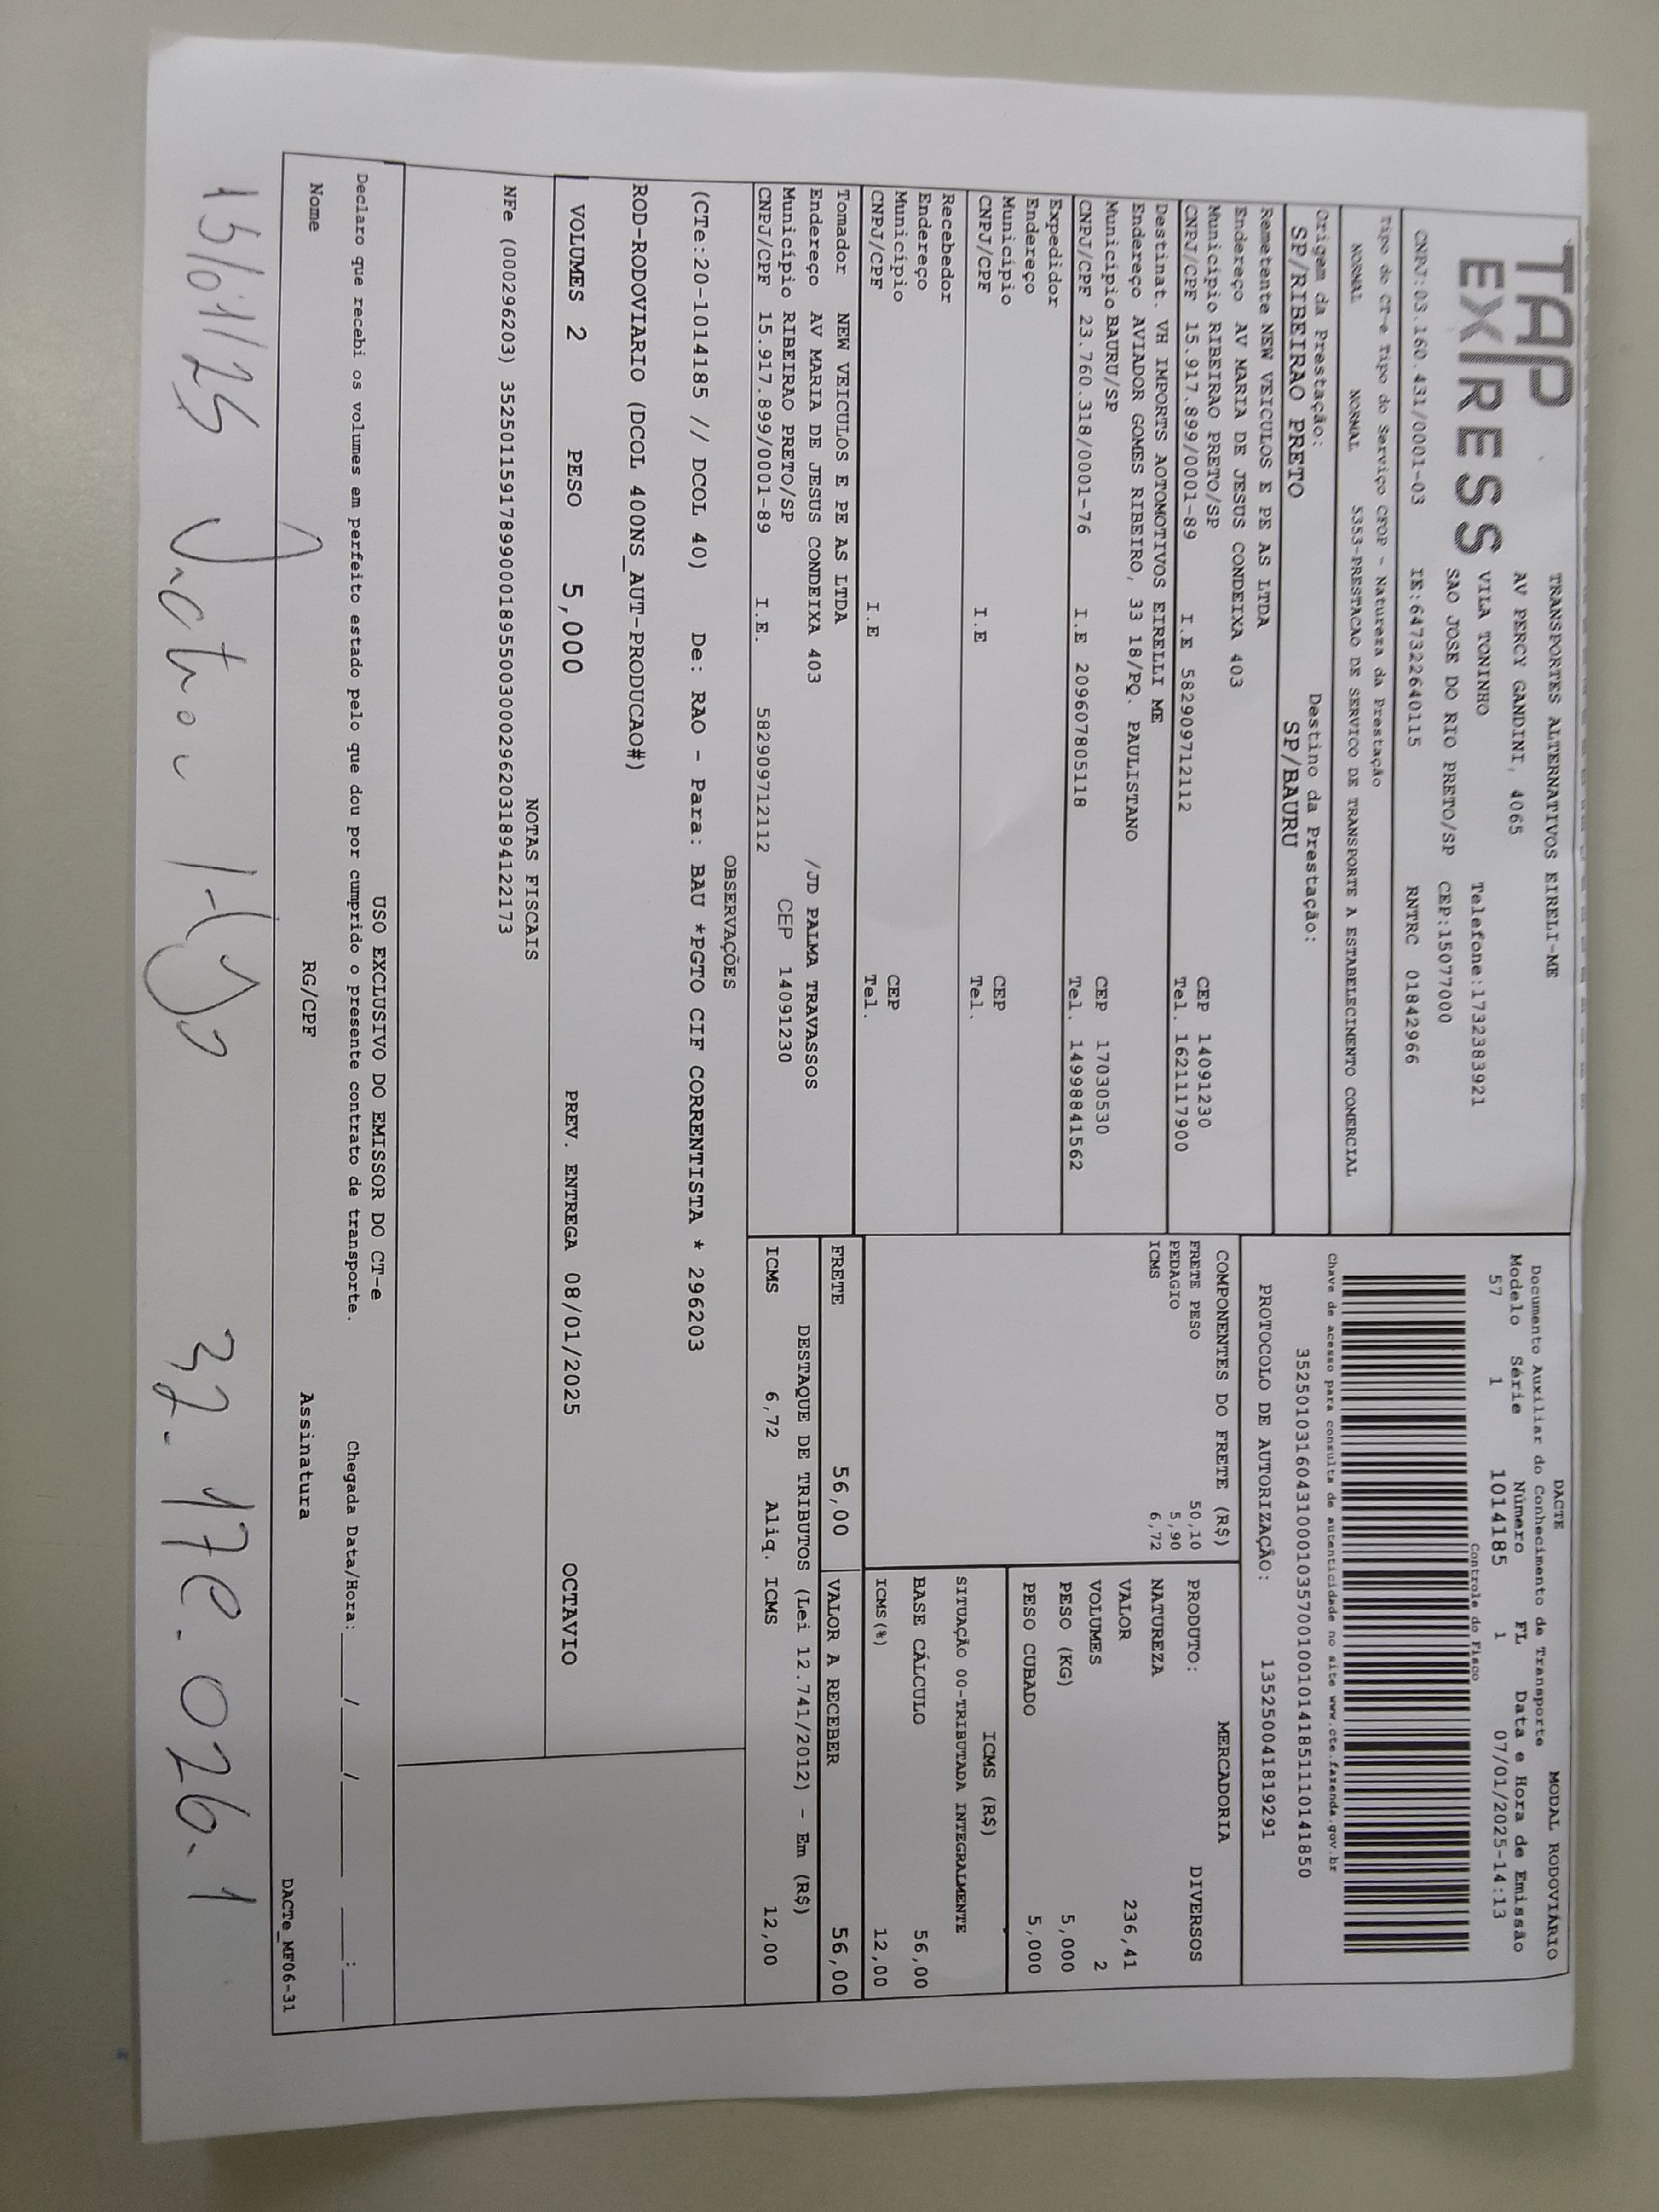 TAP
EXPRESS
TRANSPORTES ALTERNATIVOS EIRELI-ME
AV PERCY GANDINI, 4065
VILA TONINHO Telefone:1732383921
SAO JOSE DO RIO PRETO/SP CEP:15077000
CNPJ:03.160.431/0001-03 IE:647322640115 RNTRC 01842966
Tipo do CT-e Tipo do Serviço CFOP - Natureza da Prestação
NORMAL NORMAL 5353-PRESTACAO DE SERVICO DE TRANSPORTE A ESTABELECIMENTO COMERCIAL
Origem da Prestação: Destino da Prestação:
SP/RIBEIRAO PRETO SP/BAURU
DACTE MODAL RODOVIÁRIO
Documento Auxiliar do Conhecimento de Transporte
Modelo Série Número FL Data e Hora de Emissão
57 1 1014185 1 07/01/2025-14:13
Controle do Fisco
Chave de acesso para consulta de autenticidade no site www.cte.fazenda.gov.br
35250103160431000103570010010141851110141850
PROTOCOLO DE AUTORIZAÇÃO: 135250041819291
Remetente NEW VEICULOS E PE AS LTDA
Endereço AV MARIA DE JESUS CONDEIXA 403
Município RIBEIRAO PRETO/SP CEP 14091230
CNPJ/CPF 15.917.899/0001-89 I.E 582909712112 Tel. 1621117900
Destinat. VH IMPORTS AOTOMOTIVOS EIRELLI ME
Endereço AVIADOR GOMES RIBEIRO, 33 18/PQ. PAULISTANO
Município BAURU/SP CEP 17030530
CNPJ/CPF 23.760.318/0001-76 I.E 209607805118 Tel. 14998841562
Expedidor
Endereço
Município CEP
CNPJ/CPF I.E Tel.
Recebedor
Endereço
Município CEP
CNPJ/CPF I.E Tel.
Tomador NEW VEICULOS E PE AS LTDA
Endereço AV MARIA DE JESUS CONDEIXA 403 /JD PALMA TRAVASSOS
Município RIBEIRAO PRETO/SP CEP 14091230
CNPJ/CPF 15.917.899/0001-89 I.E. 582909712112
COMPONENTES DO FRETE (R$)
FRETE PESO 50,10
PEDAGIO 5,90
ICMS 6,72
MERCADORIA
PRODUTO: DIVERSOS
NATUREZA
VALOR 236,41
VOLUMES 2
PESO (KG) 5,000
PESO CUBADO 5,000
ICMS (R$)
SITUAÇÃO 00-TRIBUTADA INTEGRALMENTE
BASE CÁLCULO 56,00
ICMS(%) 12,00
FRETE 56,00 VALOR A RECEBER 56,00
DESTAQUE DE TRIBUTOS (Lei 12.741/2012) - Em (R$)
ICMS 6,72 Aliq. ICMS 12,00
OBSERVAÇÕES
(CTe:20-1014185 // DCOL 40) De: RAO - Para: BAU *PGTO CIF CORRENTISTA * 296203
ROD-RODOVIARIO (DCOL 400NS_AUT-PRODUCAO#)
VOLUMES 2 PESO 5,000 PREV. ENTREGA 08/01/2025 OCTAVIO
NOTAS FISCAIS
NFe (000296203) 35250115917899000189550030002962031894122173
USO EXCLUSIVO DO EMISSOR DO CT-e
Declaro que recebi os volumes em perfeito estado pelo que dou por cumprido o presente contrato de transporte. Chegada Data/Hora:____/____/______ ___:___
Nome RG/CPF Assinatura
DACTe_MF06-31
32.17e.026.1